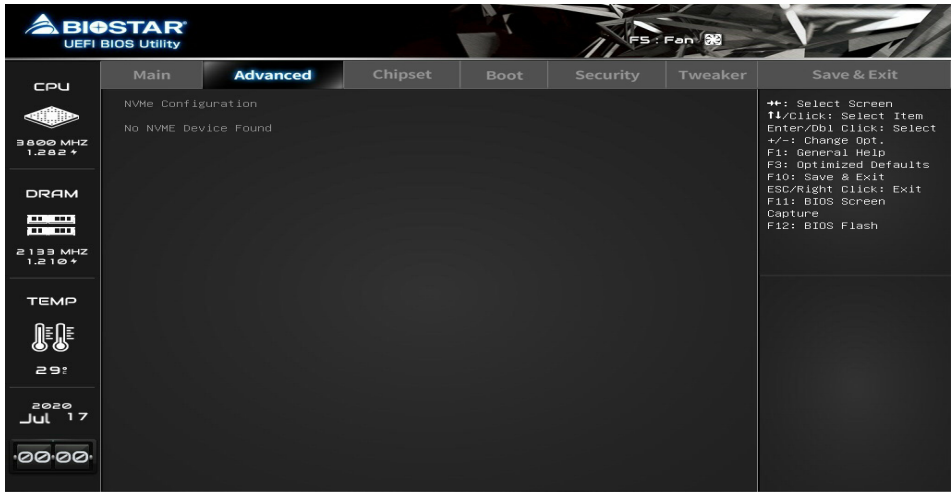 BIOSTAR®
UEFI BIOS Utility
F5 : Fan
CPU
3800 MHZ
1.282
DRAM
2133 MHZ
1.210
TEMP
29°
2020
Jul 17
00:00
Main Advanced Chipset Boot Security Tweaker Save & Exit
NVMe Configuration
No NVME Device Found
→←: Select Screen
↑↓/Click: Select Item
Enter/Dbl Click: Select
+/-: Change Opt.
F1: General Help
F3: Optimized Defaults
F10: Save & Exit
ESC/Right Click: Exit
F11: BIOS Screen
Capture
F12: BIOS Flash